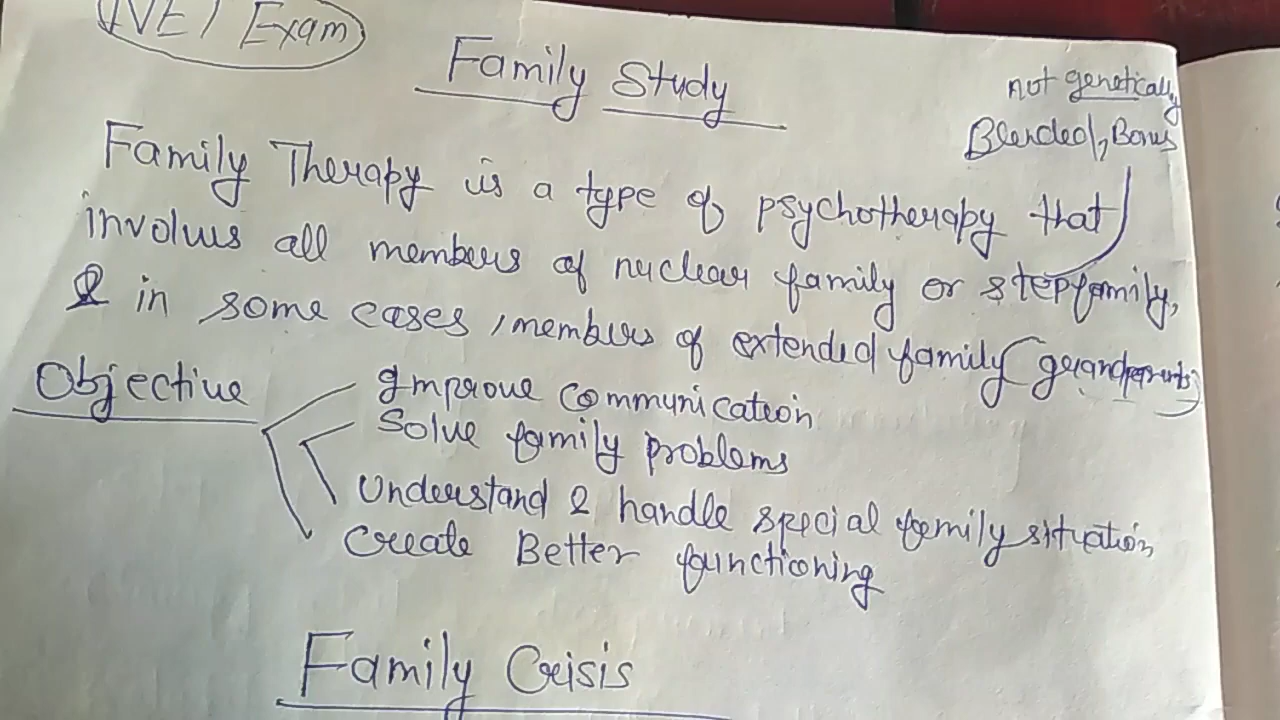 Exam
Family Study
not genetically
Blended, Bonus
Family Therapy is a type of psychotherapy that
involves all members of nuclear family or stepfamily,
& in some cases, members of extended family (grandparents)
Objective
Improve communication
Solve family problems
Understand & handle special family situation
Create Better functioning
Family Crisis